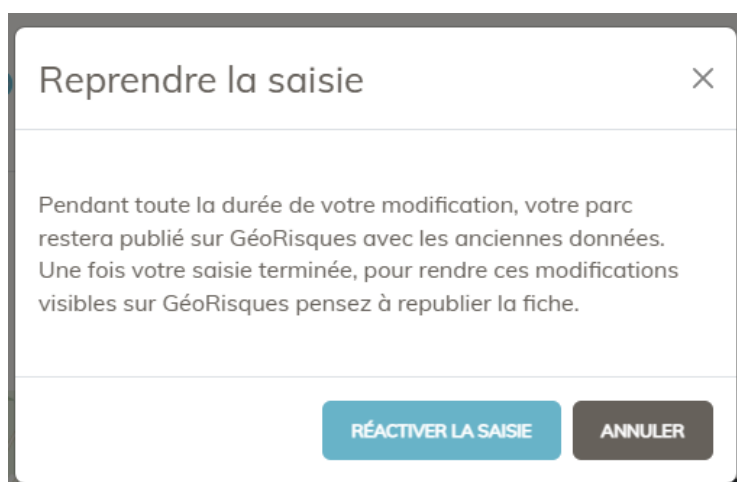 Reprendre la saisie
Pendant toute la durée de votre modification, votre parc
restera publié sur GéoRisques avec les anciennes données.
Une fois votre saisie terminée, pour rendre ces modifications
visibles sur GéoRisques pensez à republier la fiche.
RÉACTIVER LA SAISIE ANNULER